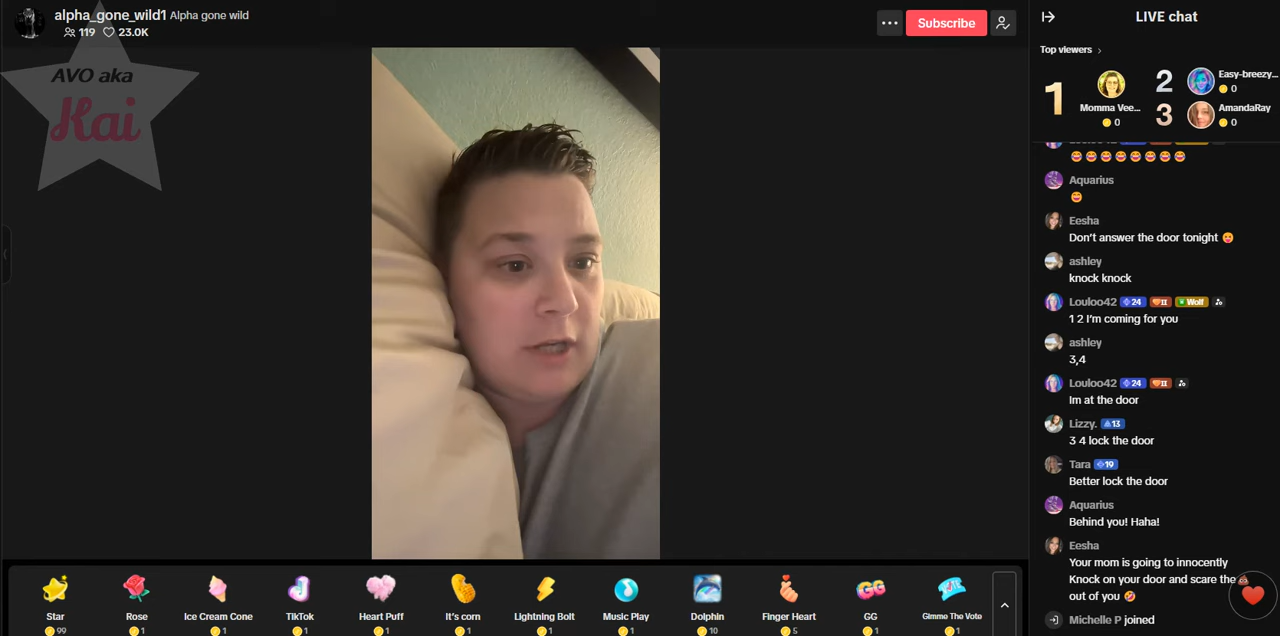 alpha_gone_wild1 Alpha gone wild
119 23.0K
AVO aka
Kai
Subscribe
LIVE chat
Top viewers
1
Momma Vee...
0
2
Easy-breezy...
0
3
AmandaRay
0
Aquarius
Eesha
Don't answer the door tonight
ashley
knock knock
Louloo42 24 II Wolf
1 2 I'm coming for you
ashley
3,4
Louloo42 24 II
Im at the door
Lizzy. 13
3 4 lock the door
Tara 19
Better lock the door
Aquarius
Behind you! Haha!
Eesha
Your mom is going to innocently
Knock on your door and scare the
out of you
Michelle P joined
Star
99
Rose
1
Ice Cream Cone
1
TikTok
1
Heart Puff
1
It's corn
1
Lightning Bolt
1
Music Play
1
Dolphin
10
Finger Heart
5
GG
GG
1
Gimme The Vote
1